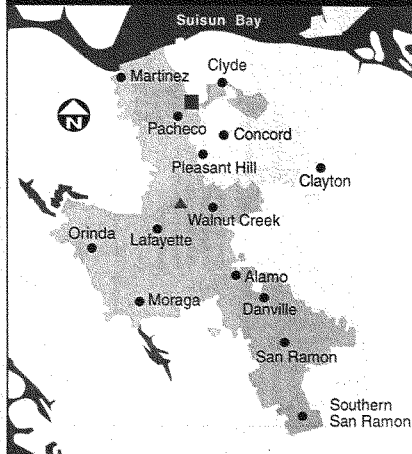 Suisun Bay
Clyde
Martinez
N
Pacheco
Concord
Pleasant Hill
Clayton
Walnut Creek
Orinda
Lafayette
Alamo
Moraga
Danville
San Ramon
Southern
San Ramon